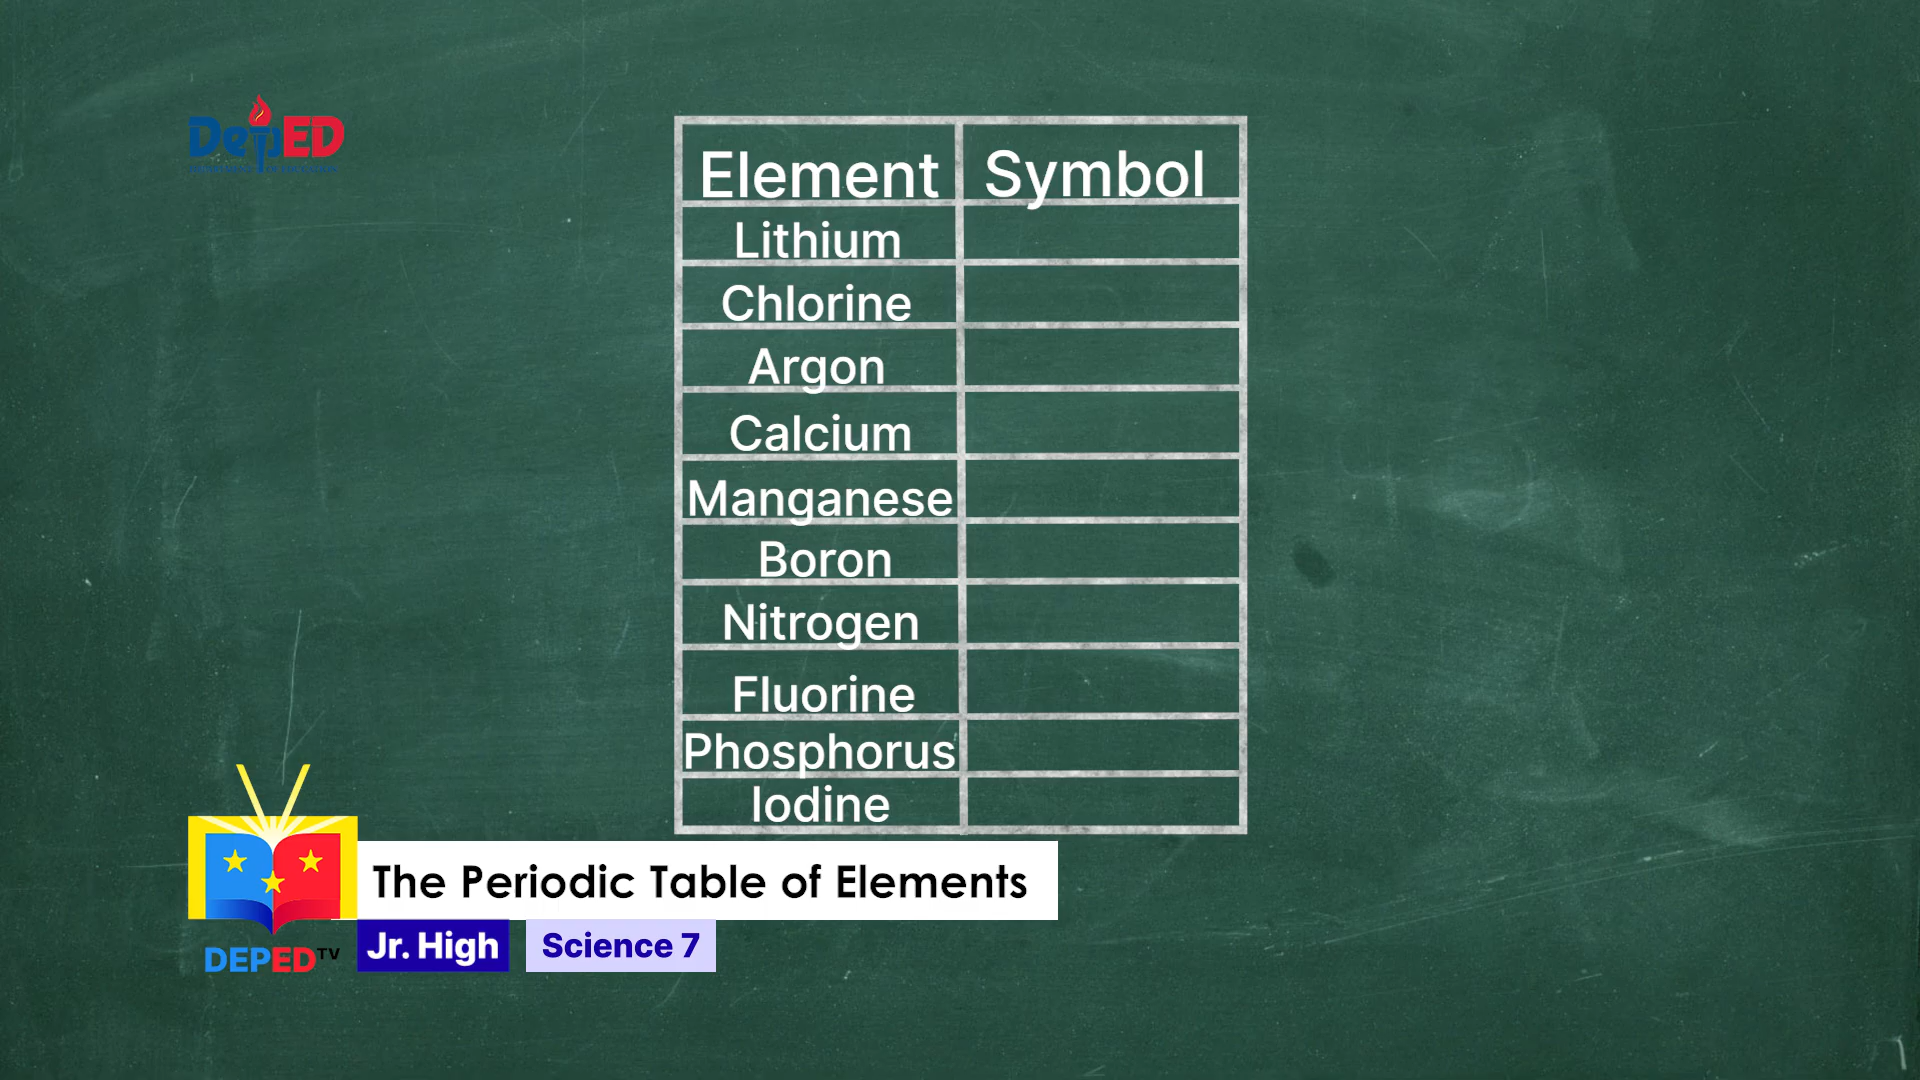 DepED
Element Symbol
Lithium
Chlorine
Argon
Calcium
Manganese
Boron
Nitrogen
Fluorine
Phosphorus
Iodine
The Periodic Table of Elements
Jr. High Science 7
DEPED TV